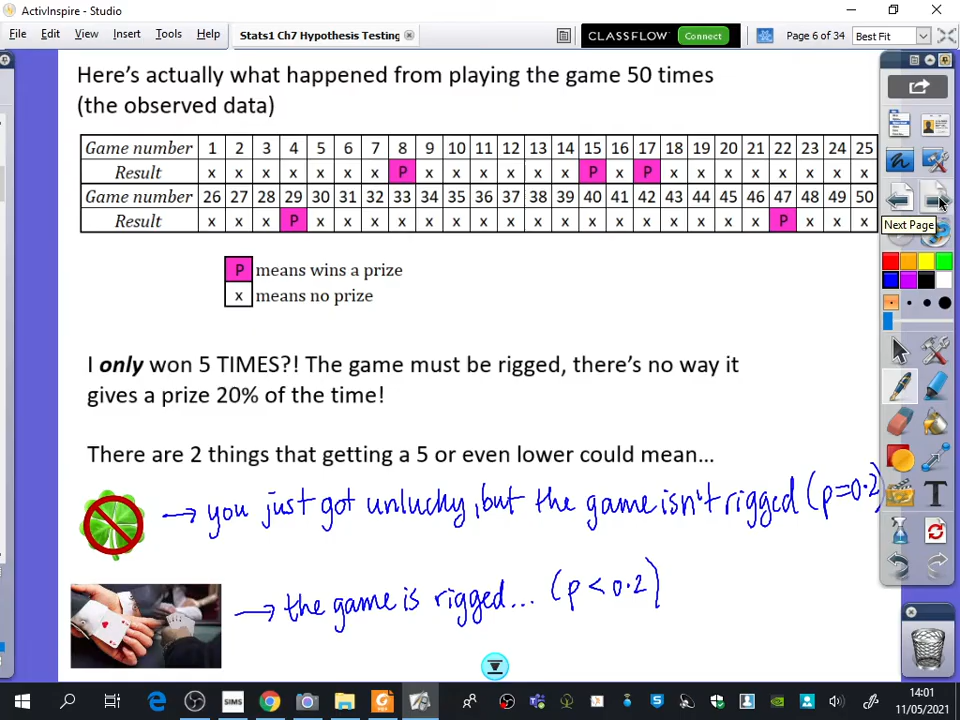 ActivInspire - Studio
File Edit View Insert Tools Help Stats1 Ch7 Hypothesis Testing CLASSFLOW Connect Page 6 of 34 Best Fit
Here's actually what happened from playing the game 50 times
(the observed data)
Game number 1 2 3 4 5 6 7 8 9 10 11 12 13 14 15 16 17 18 19 20 21 22 23 24 25
Result x x x x x x x P x x x x x x P x P x x x x x x x x
Game number 26 27 28 29 30 31 32 33 34 35 36 37 38 39 40 41 42 43 44 45 46 47 48 49 50
Result x x x P x x x x x x x x x x x x x x x x x P x x x
Next Page
P means wins a prize
x means no prize
I only won 5 TIMES?! The game must be rigged, there's no way it
gives a prize 20% of the time!
There are 2 things that getting a 5 or even lower could mean...
→ you just got unlucky, but the game isn't rigged (p=0.2)
→ the game is rigged... (p < 0.2)
SIMS
14:01
11/05/2021